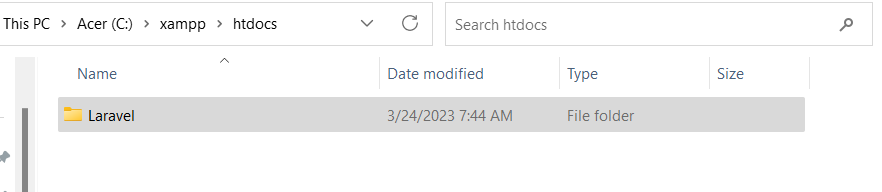 This PC > Acer (C:) > xampp > htdocs
Search htdocs
Name Date modified Type Size
Laravel 3/24/2023 7:44 AM File folder